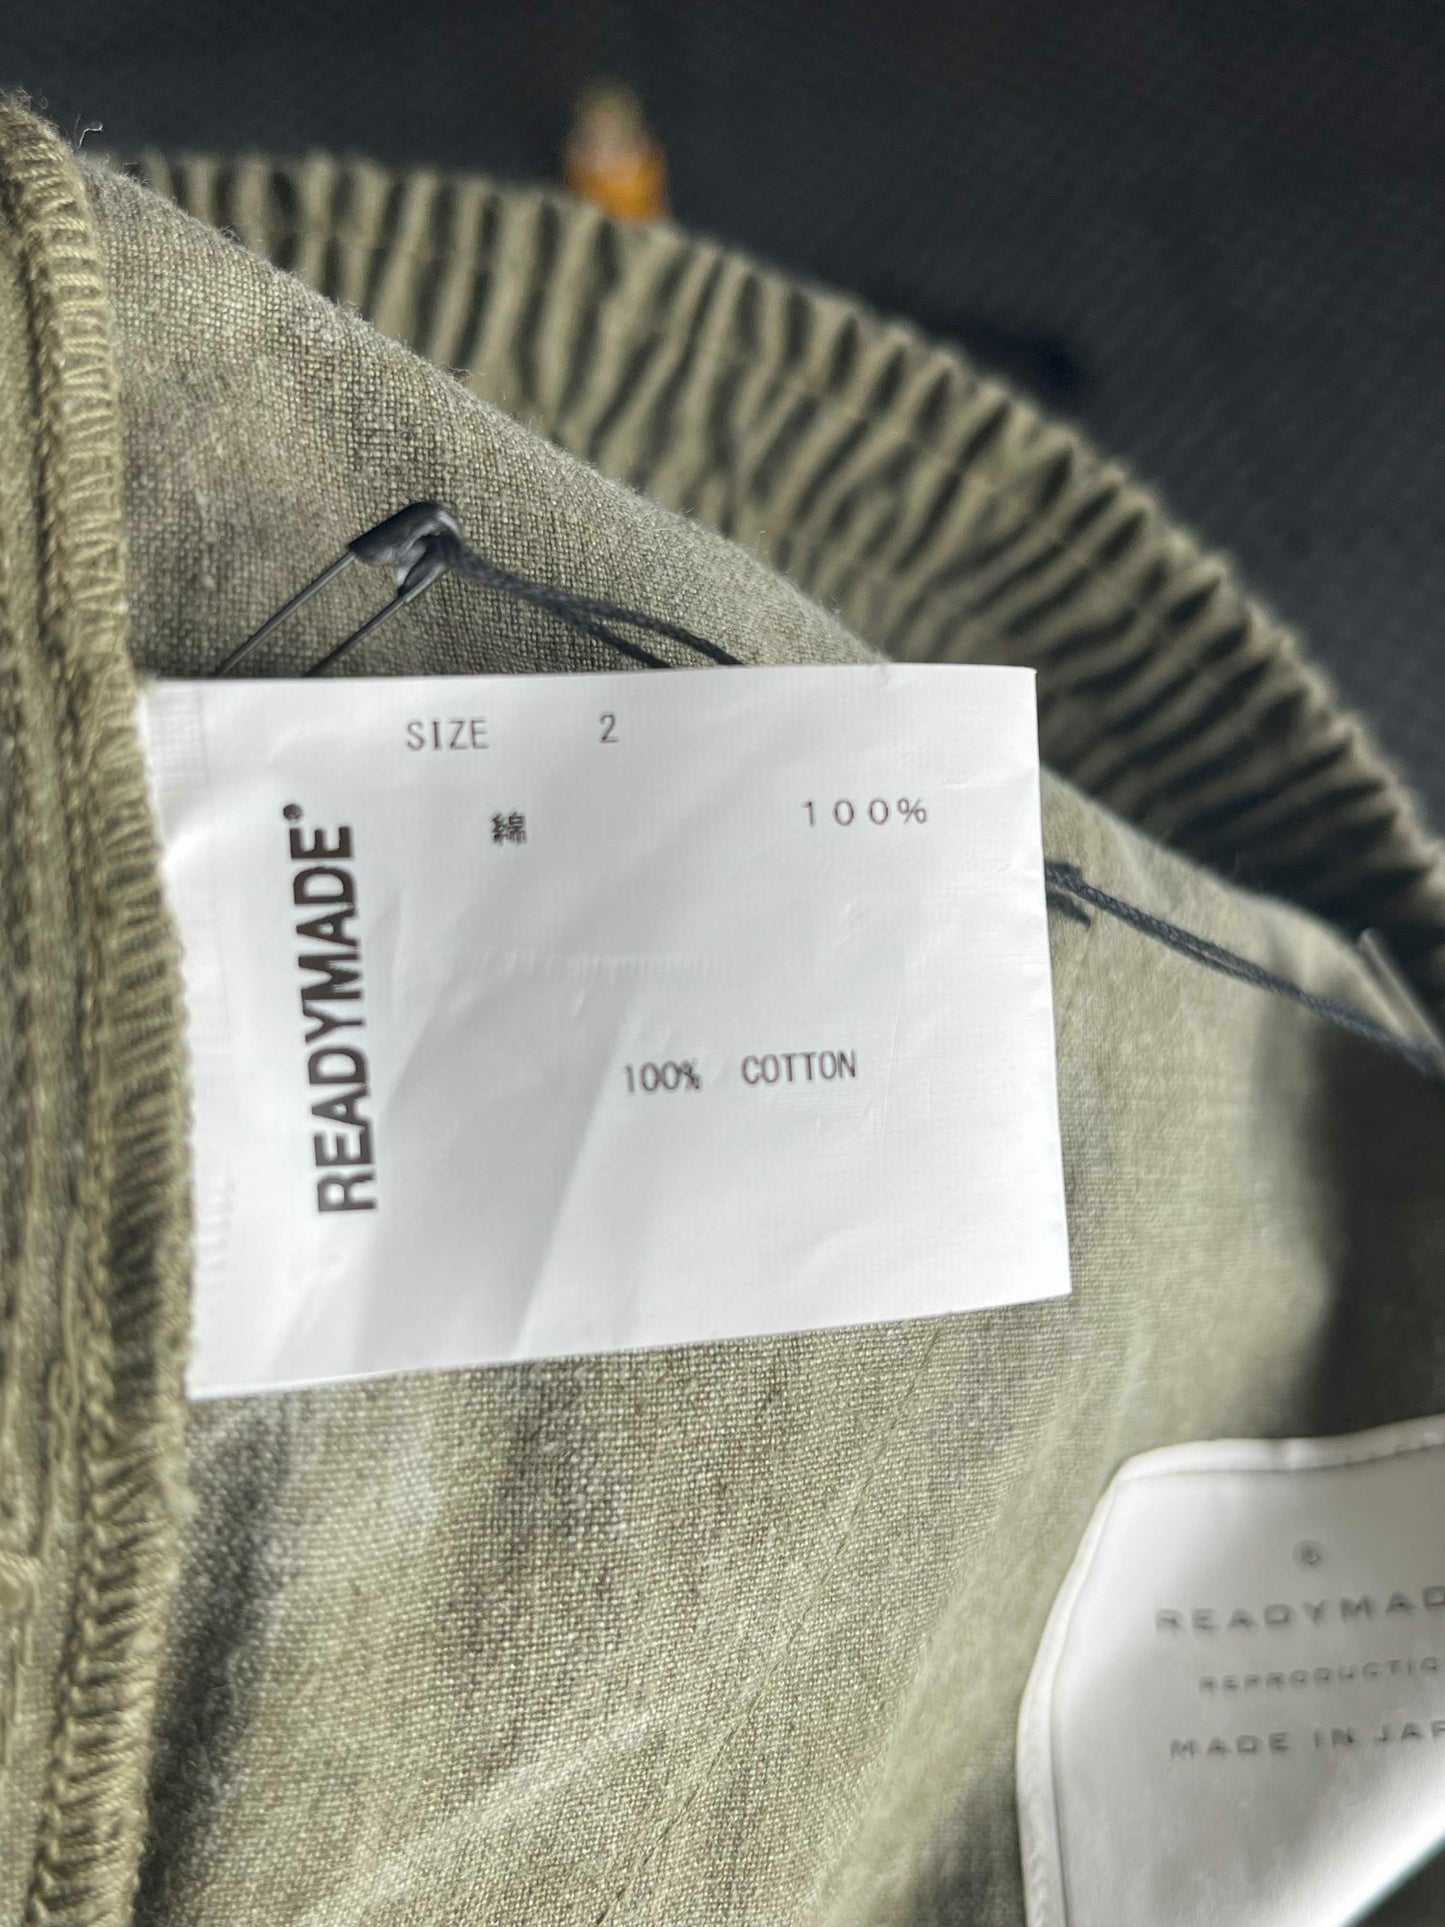 SIZE 2
綿 100%
READYMADE®
100% COTTON
®
READYMAD
REPRODUCTIO
MADE IN JAP